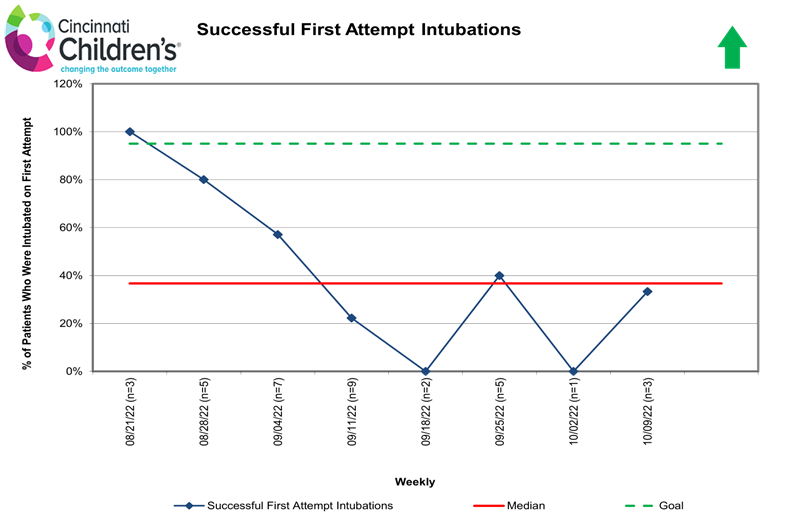 Cincinnati
Children's®
changing the outcome together
Successful First Attempt Intubations
% of Patients Who Were Intubated on First Attempt
120%
100%
80%
60%
40%
20%
0%
08/21/22 (n=3)
08/28/22 (n=5)
09/04/22 (n=7)
09/11/22 (n=9)
09/18/22 (n=2)
09/25/22 (n=5)
10/02/22 (n=1)
10/09/22 (n=3)
Weekly
Successful First Attempt Intubations
Median
Goal